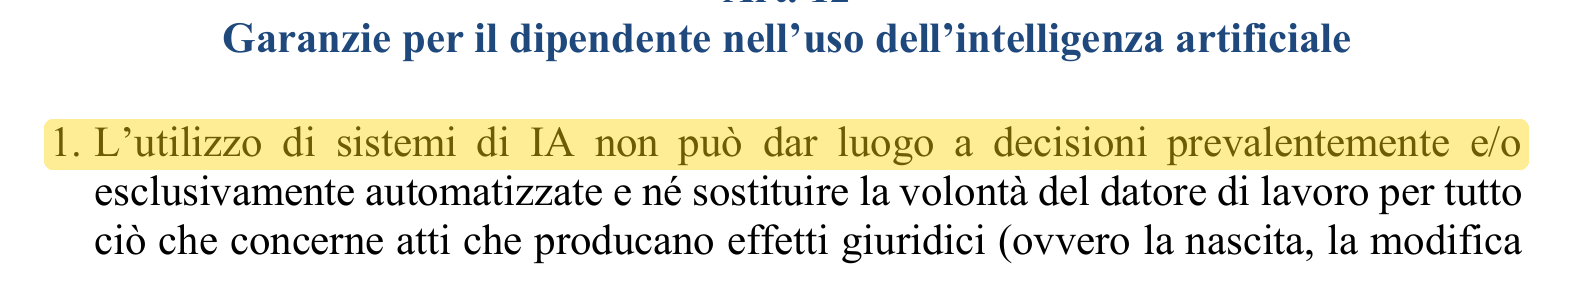 Garanzie per il dipendente nell’uso dell’intelligenza artificiale
1. L’utilizzo di sistemi di IA non può dar luogo a decisioni prevalentemente e/o
esclusivamente automatizzate e né sostituire la volontà del datore di lavoro per tutto
ciò che concerne atti che producano effetti giuridici (ovvero la nascita, la modifica